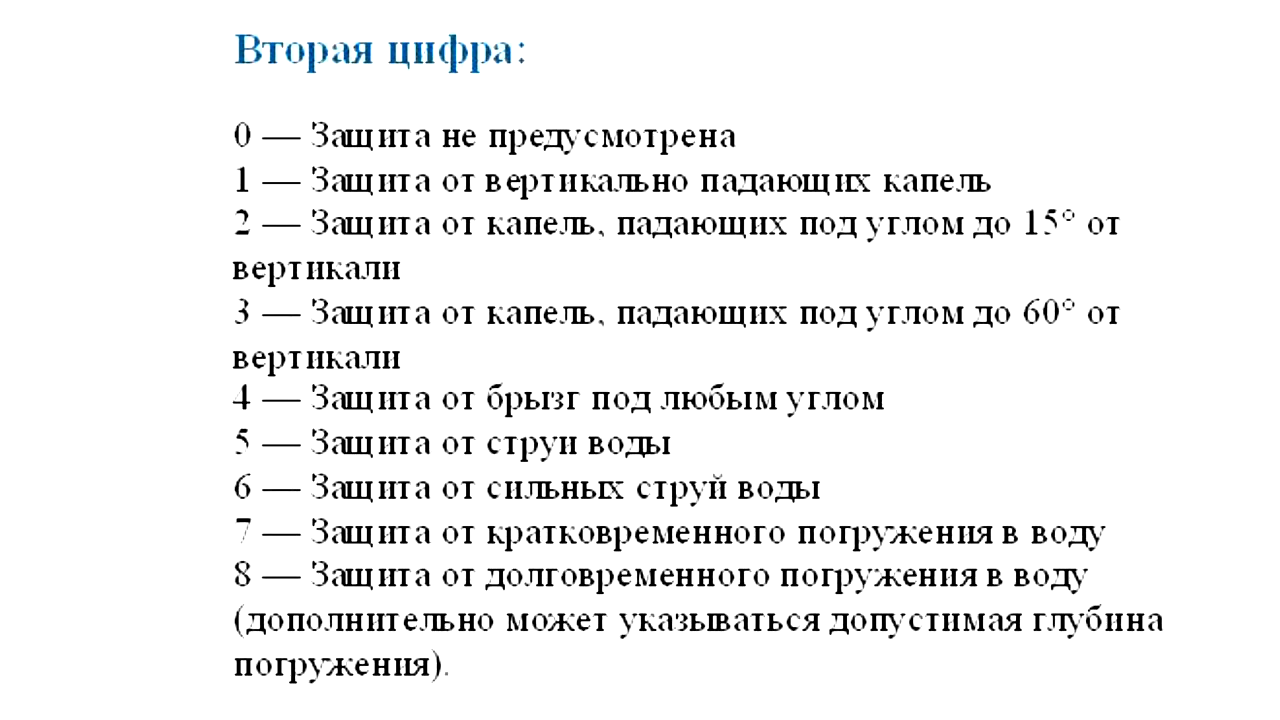 Вторая цифра:
0 — Защита не предусмотрена
1 — Защита от вертикально падающих капель
2 — Защита от капель, падающих под углом до 15° от
вертикали
3 — Защита от капель, падающих под углом до 60° от
вертикали
4 — Защита от брызг под любым углом
5 — Защита от струи воды
6 — Защита от сильных струй воды
7 — Защита от кратковременного погружения в воду
8 — Защита от долговременного погружения в воду
(дополнительно может указываться допустимая глубина
погружения).